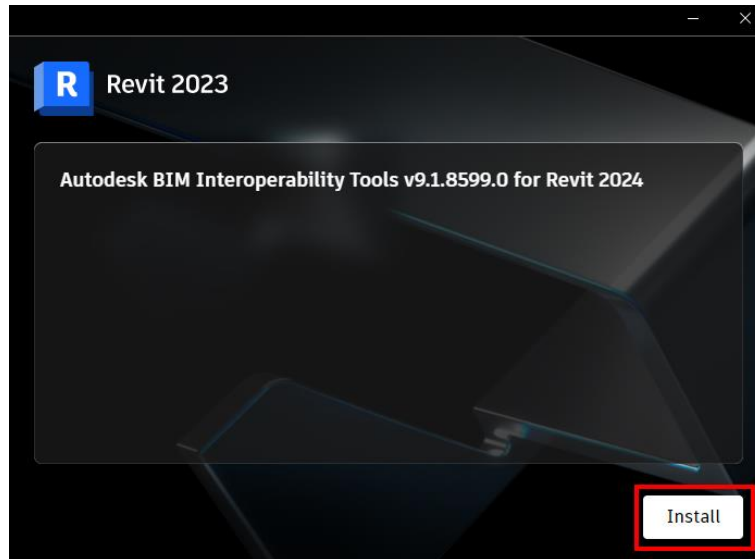 R Revit 2023
Autodesk BIM Interoperability Tools v9.1.8599.0 for Revit 2024
Install